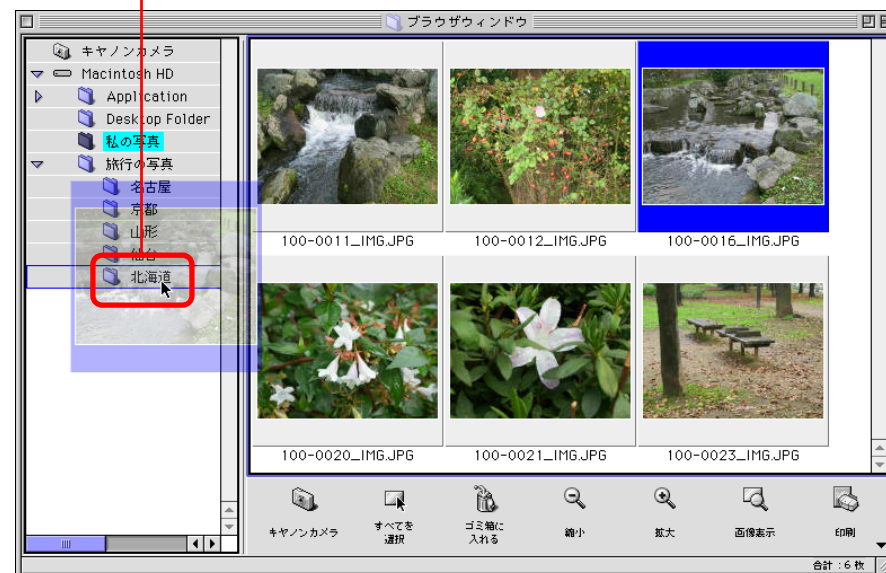 ブラウザウィンドウ
キヤノンカメラ
Macintosh HD
Application
Desktop Folder
私の写真
旅行の写真
名古屋
京都
山形
仙台
北海道
100-0011_IMG.JPG
100-0012_IMG.JPG
100-0016_IMG.JPG
100-0020_IMG.JPG
100-0021_IMG.JPG
100-0023_IMG.JPG
キヤノンカメラ
すべてを
選択
ゴミ箱に
入れる
縮小
拡大
画像表示
印刷
合計：6 枚